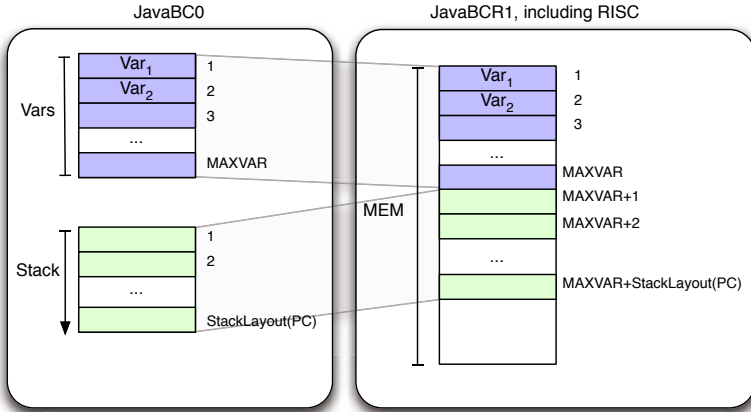 JavaBC0
JavaBCR1, including RISC
Vars
Var1
1
Var2
2
3
...
MAXVAR
Stack
1
2
...
StackLayout(PC)
MEM
Var1
1
Var2
2
3
...
MAXVAR
MAXVAR+1
MAXVAR+2
...
MAXVAR+StackLayout(PC)